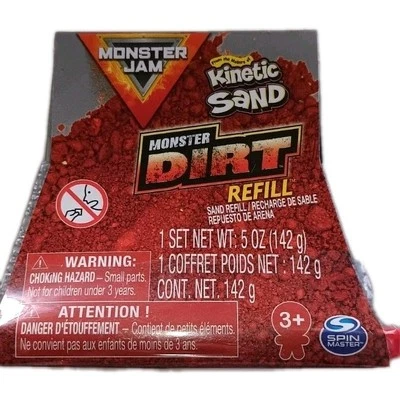 MONSTER
JAM
Kinetic
SAND
MONSTER
DIRT
REFILL™
SAND REFILL / RECHARGE DE SABLE
REPUESTO DE ARENA
1 SET NET WT: 5 OZ (142 g)
1 COFFRET POIDS NET : 142 g
CONT. NET. 142 g
WARNING:
CHOKING HAZARD – Small parts.
Not for children under 3 years.
ATTENTION !
DANGER D'ÉTOUFFEMENT – Contient de petits éléments.
Ne convient pas aux enfants de moins de 3 ans.
3+
SPIN
MASTER™